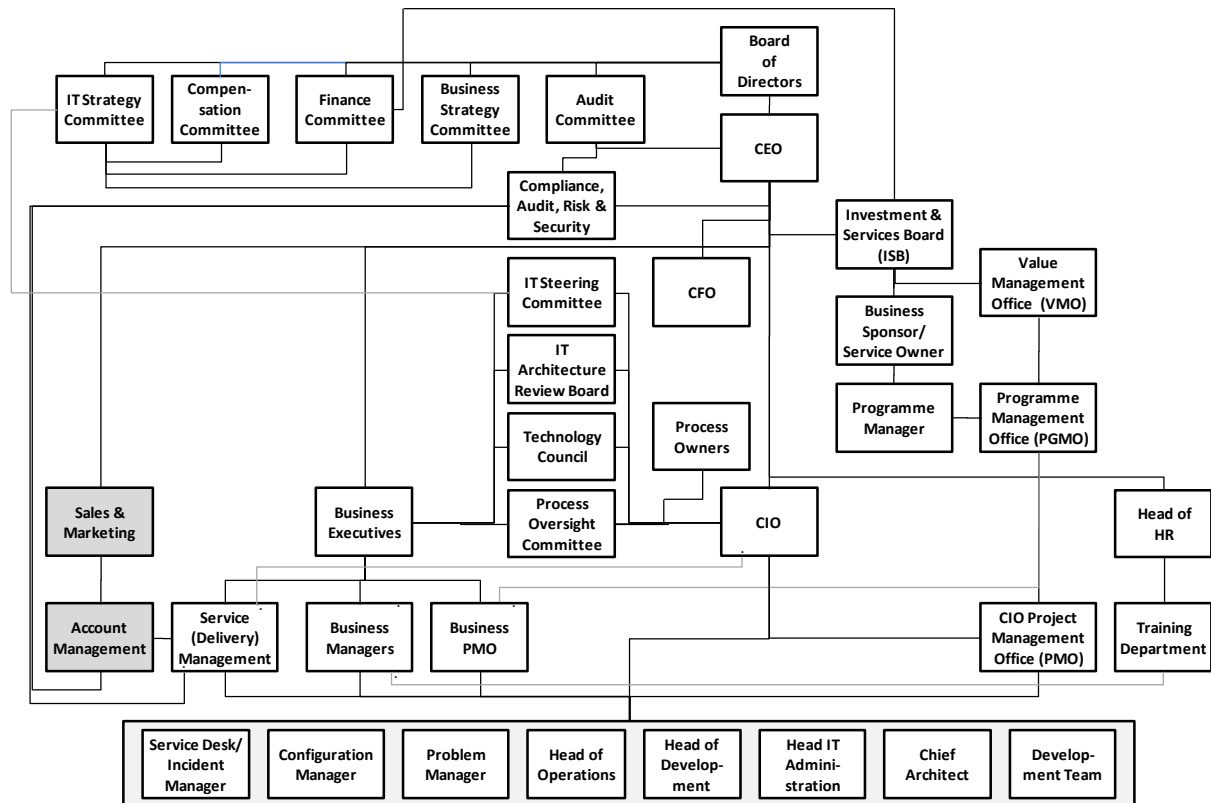 Board
of
Directors
IT Strategy
Committee
Compen-
sation
Committee
Finance
Committee
Business
Strategy
Committee
Audit
Committee
CEO
Compliance,
Audit, Risk &
Security
Investment &
Services Board
(ISB)
Value
Management
Office (VMO)
IT Steering
Committee
CFO
Business
Sponsor/
Service Owner
IT
Architecture
Review Board
Programme
Manager
Programme
Management
Office (PGMO)
Technology
Council
Process
Owners
Sales &
Marketing
Business
Executives
Process
Oversight
Committee
CIO
Head of
HR
Account
Management
Service
(Delivery)
Management
Business
Managers
Business
PMO
CIO Project
Management
Office (PMO)
Training
Department
Service Desk/
Incident
Manager
Configuration
Manager
Problem
Manager
Head of
Operations
Head of
Develop-
ment
Head IT
Admini-
stration
Chief
Architect
Develop-
ment Team